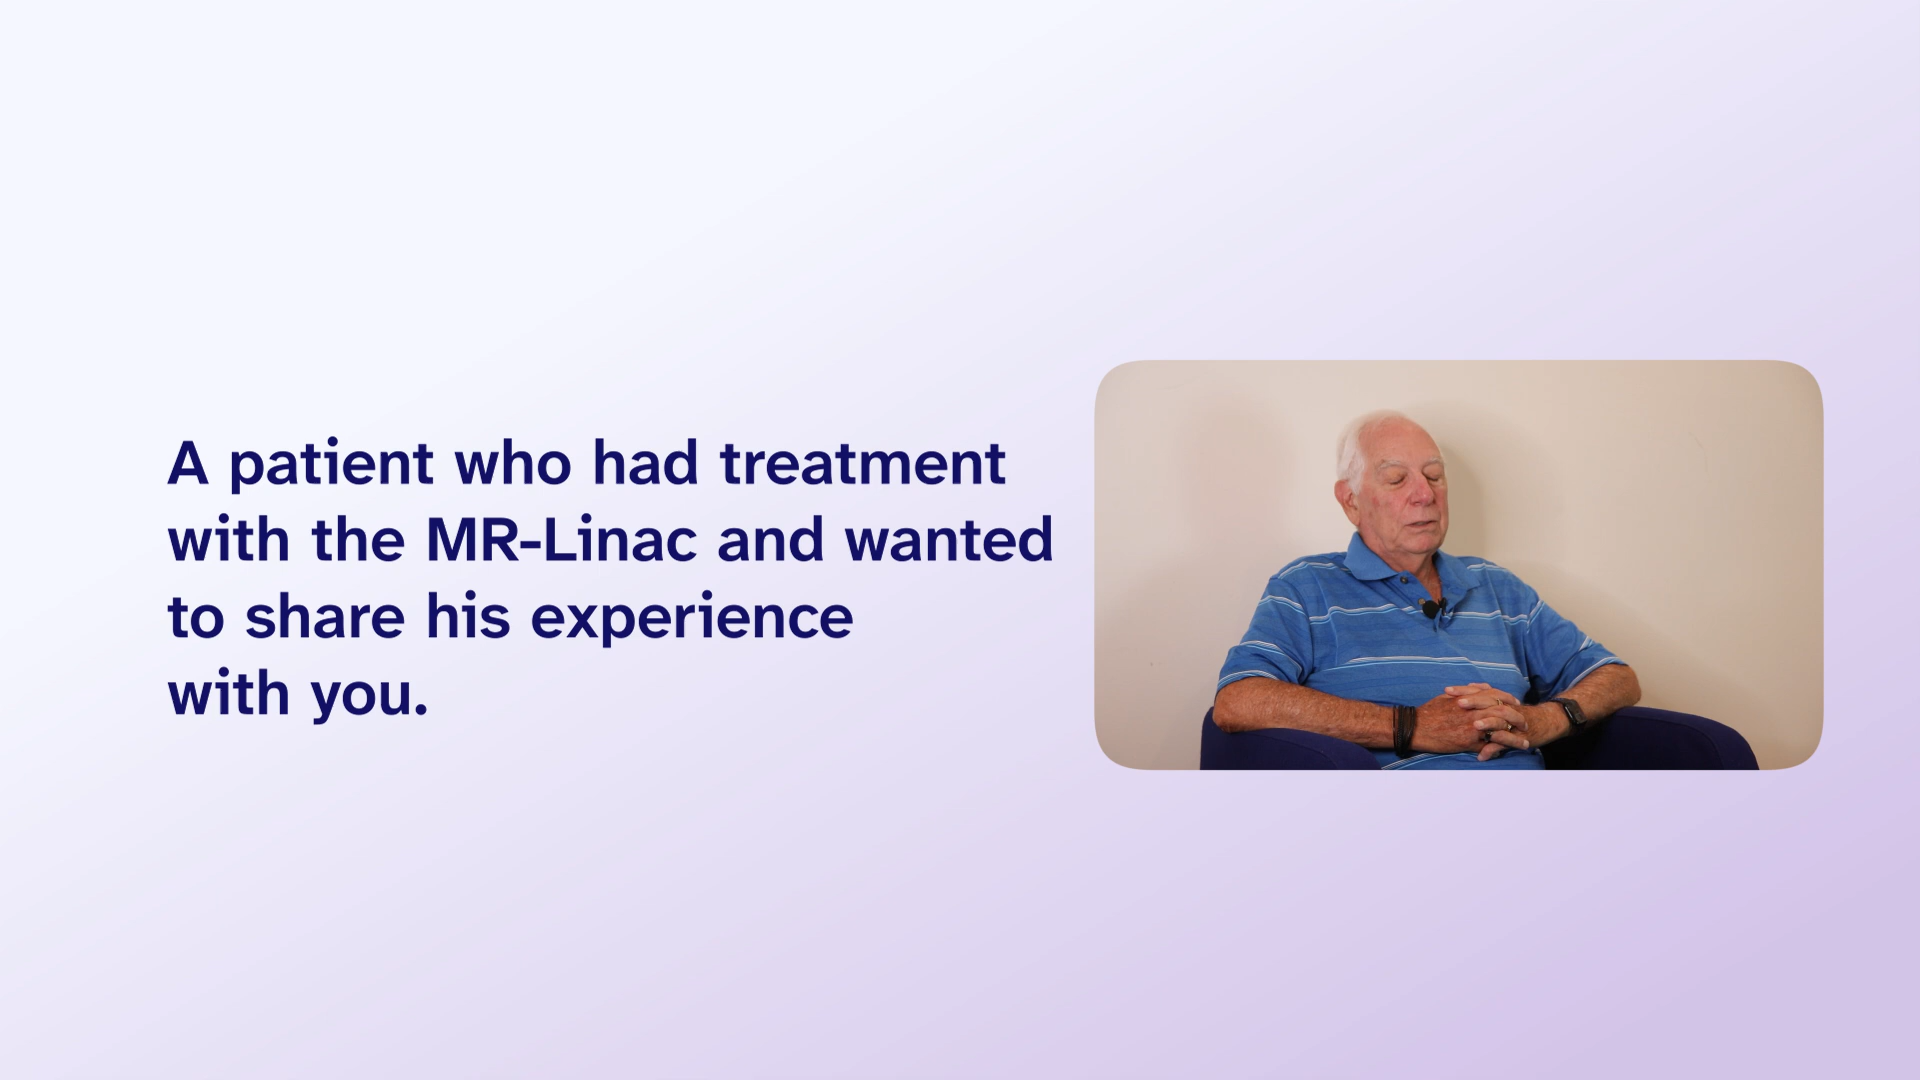 A patient who had treatment
with the MR-Linac and wanted
to share his experience
with you.